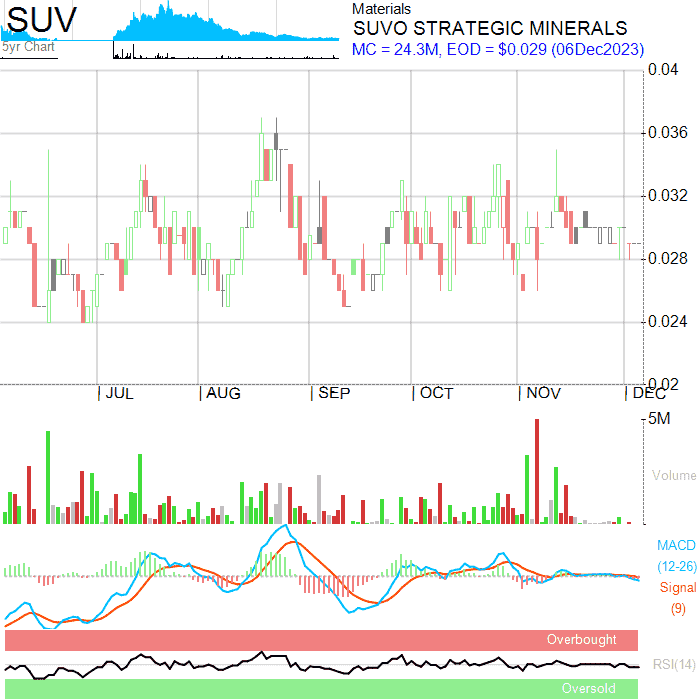 SUV
Materials
SUVO STRATEGIC MINERALS
MC = 24.3M, EOD = $0.029 (06Dec2023)
5yr Chart
0.04
0.036
0.032
0.028
0.024
0.02
JUL AUG SEP OCT NOV DEC
5M
Volume
MACD
(12-26)
Signal
(9)
Overbought
RSI(14)
Oversold